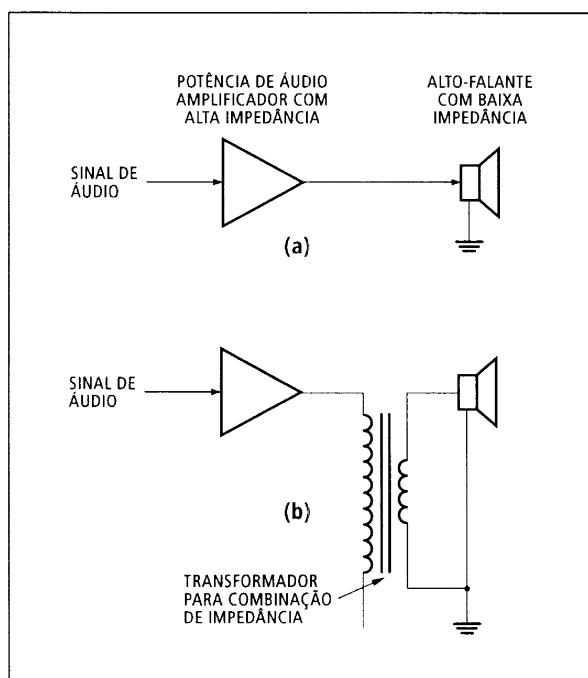 POTÊNCIA DE ÁUDIO
AMPLIFICADOR COM
ALTA IMPEDÂNCIA
ALTO-FALANTE
COM BAIXA
IMPEDÂNCIA
SINAL DE
ÁUDIO
(a)
SINAL DE
ÁUDIO
(b)
TRANSFORMADOR
PARA COMBINAÇÃO
DE IMPEDÂNCIA